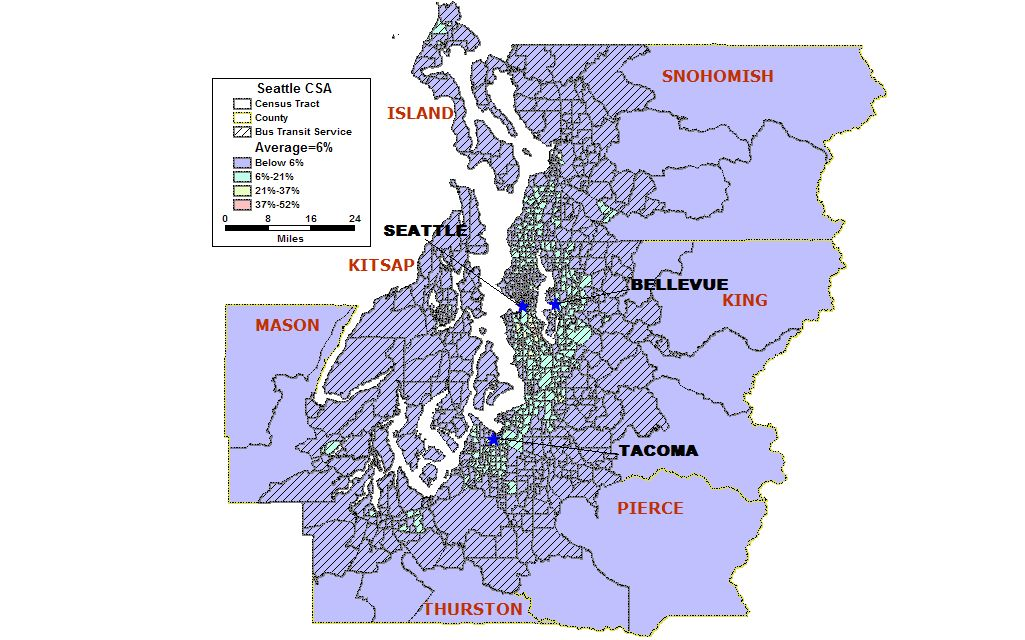 SNOHOMISH
Seattle CSA
Census Tract
County
Bus Transit Service
Average=6%
Below 6%
6%-21%
21%-37%
37%-52%
0 8 16 24
Miles
ISLAND
SEATTLE
KITSAP
BELLEVUE
KING
MASON
TACOMA
PIERCE
THURSTON